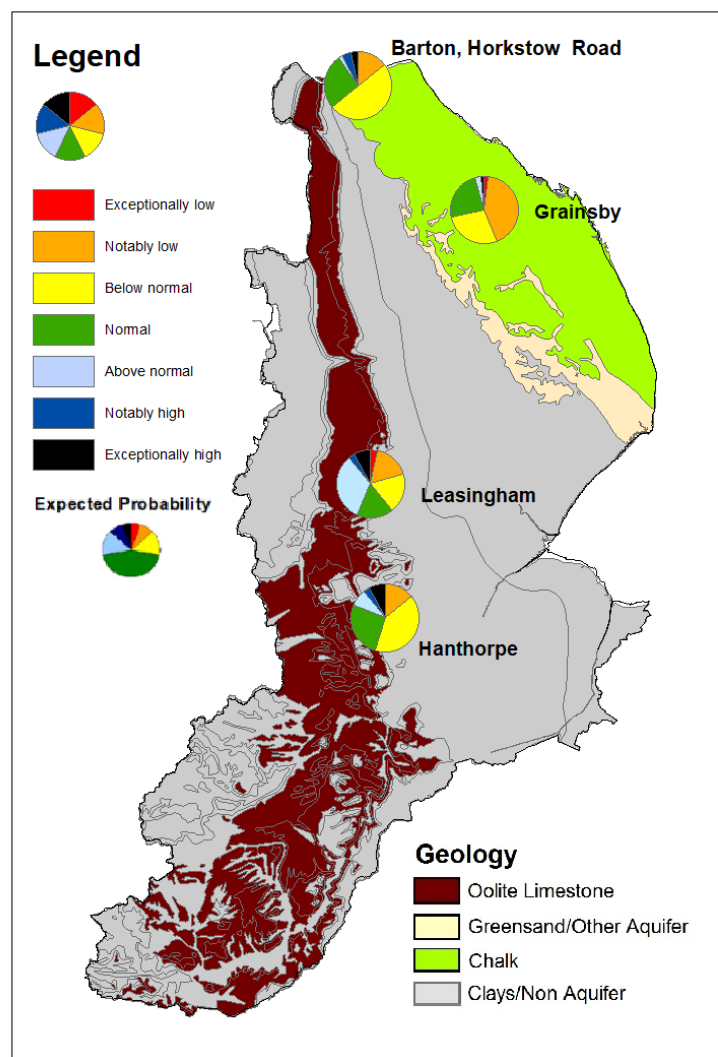 Legend
Exceptionally low
Notably low
Below normal
Normal
Above normal
Notably high
Exceptionally high
Expected Probability
Barton, Horkstow Road
Grainsby
Leasingham
Hanthorpe
Geology
Oolite Limestone
Greensand/Other Aquifer
Chalk
Clays/Non Aquifer